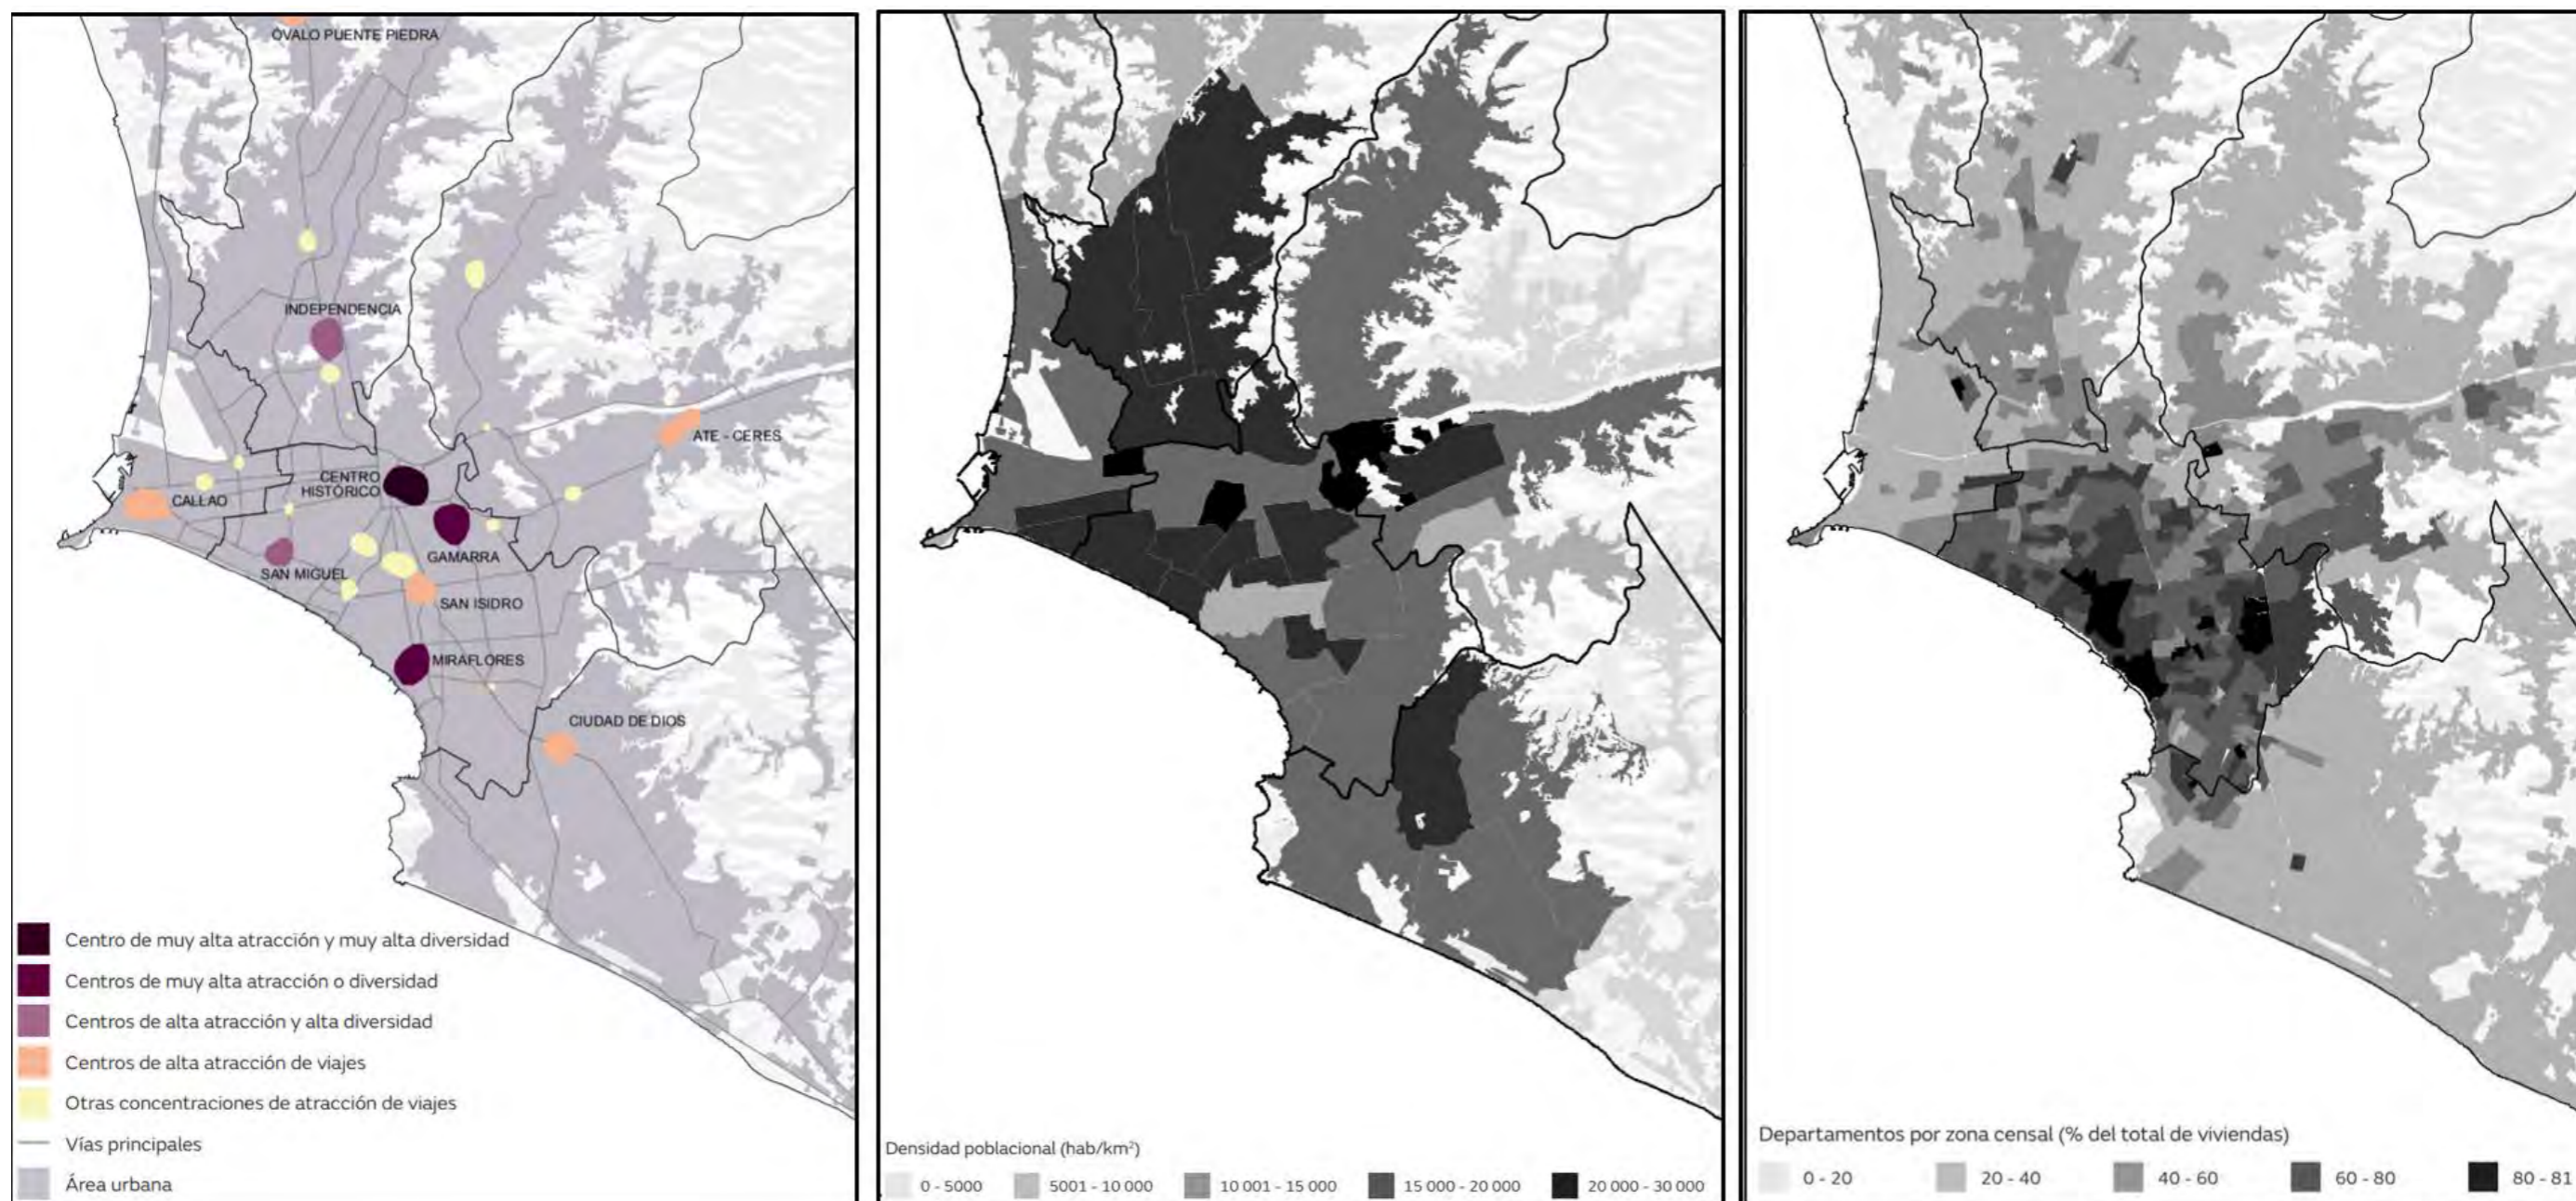 ÓVALO PUENTE PIEDRA
INDEPENDENCIA
ATE - CERES
CENTRO
HISTÓRICO
CALLAO
GAMARRA
SAN MIGUEL
SAN ISIDRO
MIRAFLORES
CIUDAD DE DIOS
Centro de muy alta atracción y muy alta diversidad
Centros de muy alta atracción o diversidad
Centros de alta atracción y alta diversidad
Centros de alta atracción de viajes
Otras concentraciones de atracción de viajes
Vías principales
Área urbana
Densidad poblacional (hab/km²)
0 - 5000
5001 - 10 000
10 001 - 15 000
15 000 - 20 000
20 000 - 30 000
Departamentos por zona censal (% del total de viviendas)
0 - 20
20 - 40
40 - 60
60 - 80
80 - 81